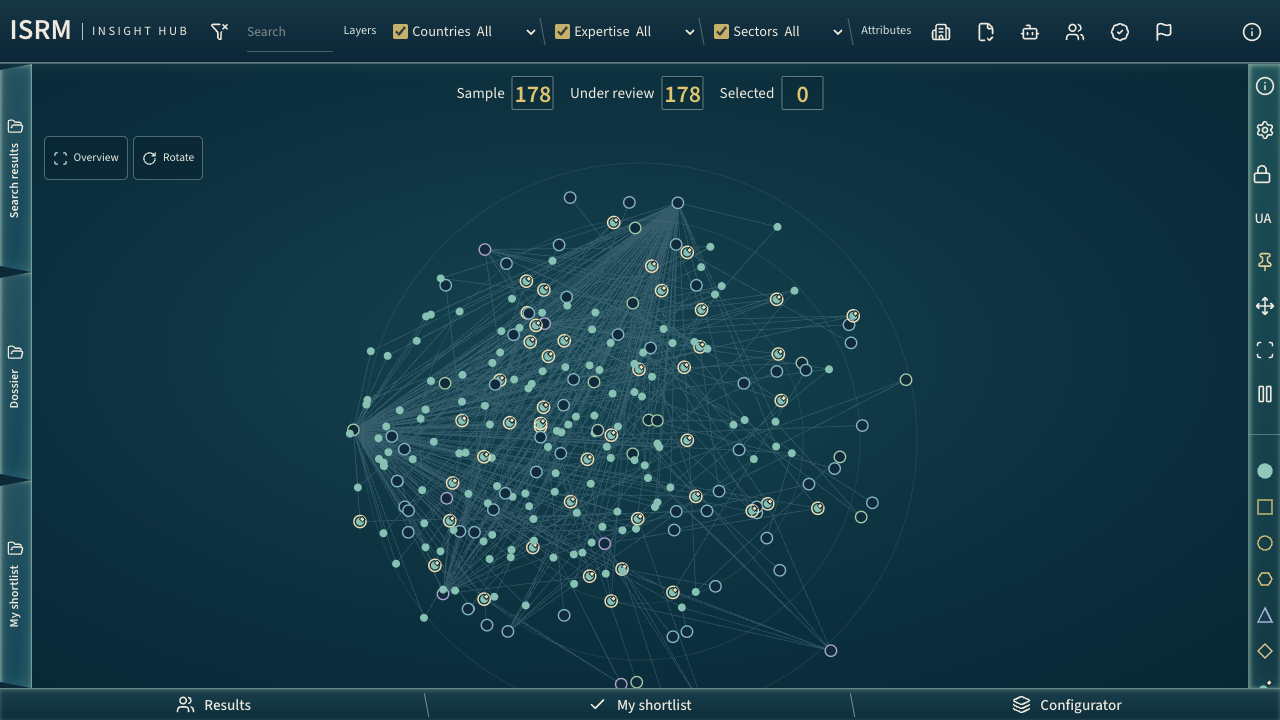 ISRM | INSIGHT HUB
Search
Layers
Countries All
Expertise All
Sectors All
Attributes
Sample 178 Under review 178 Selected 0
Overview
Rotate
Search results
Dossier
My shortlist
UA
Results
My shortlist
Configurator